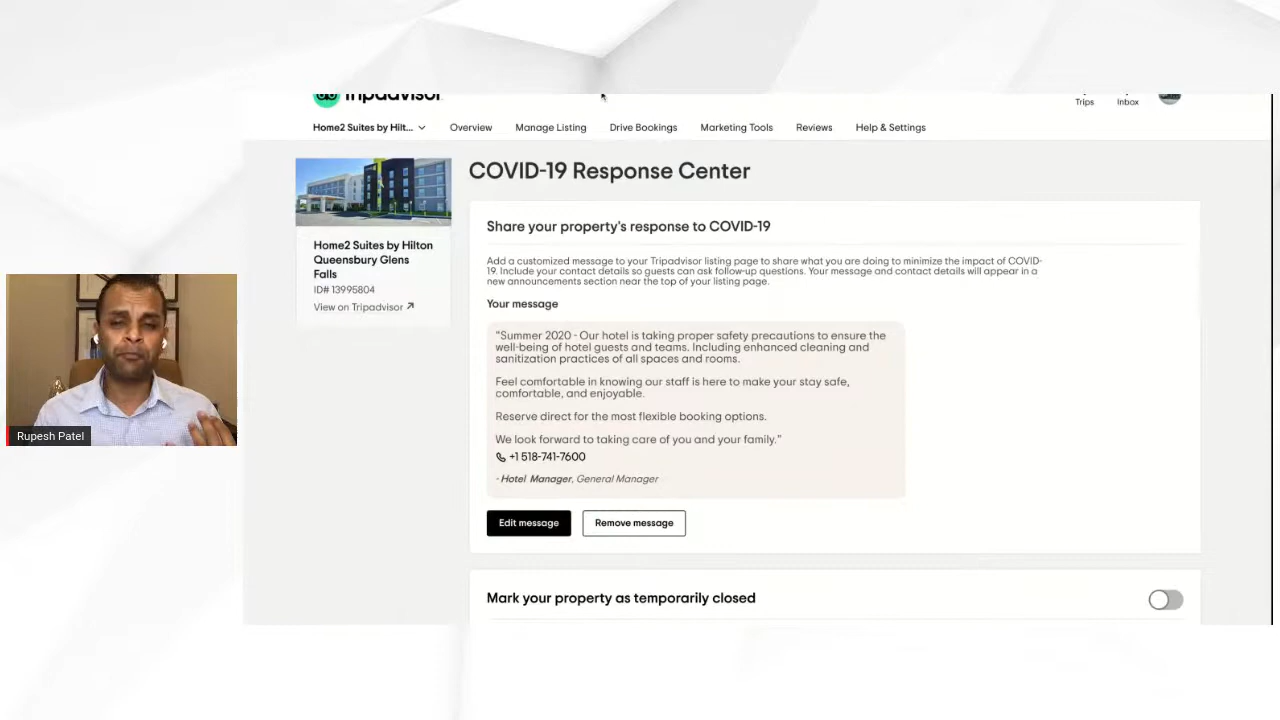 Tripadvisor
Trips
Inbox
Home2 Suites by Hilt...
Overview
Manage Listing
Drive Bookings
Marketing Tools
Reviews
Help & Settings
COVID-19 Response Center
Home2 Suites by Hilton
Queensbury Glens
Falls
ID# 13995804
View on Tripadvisor
Share your property's response to COVID-19
Add a customized message to your Tripadvisor listing page to share what you are doing to minimize the impact of COVID-
19. Include your contact details so guests can ask follow-up questions. Your message and contact details will appear in a
new announcements section near the top of your listing page.
Your message
"Summer 2020 - Our hotel is taking proper safety precautions to ensure the
well-being of hotel guests and teams. Including enhanced cleaning and
sanitization practices of all spaces and rooms.
Feel comfortable in knowing our staff is here to make your stay safe,
comfortable, and enjoyable.
Reserve direct for the most flexible booking options.
We look forward to taking care of you and your family."
+1 518-741-7600
- Hotel Manager, General Manager
Edit message
Remove message
Mark your property as temporarily closed
Rupesh Patel